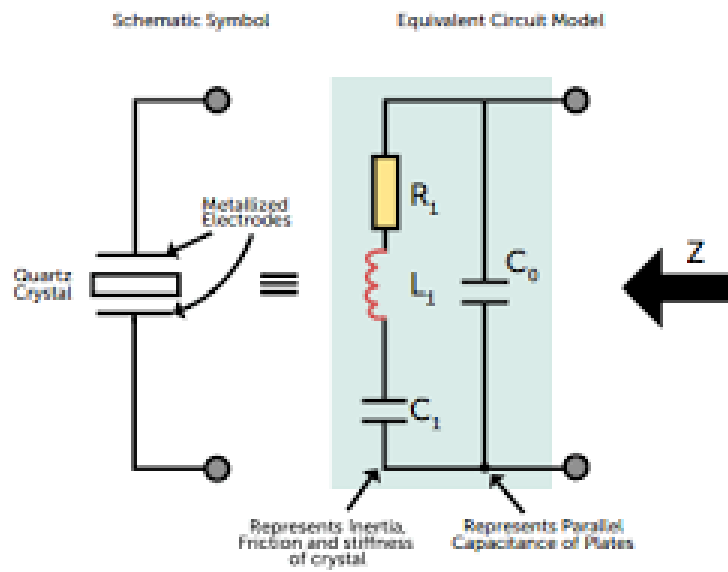 Schematic Symbol
Equivalent Circuit Model
Metallized
Electrodes
Quartz
Crystal
R₁
L₁
C₀
C₁
Z
Represents Inertia,
Friction and stiffness
of crystal
Represents Parallel
Capacitance of Plates